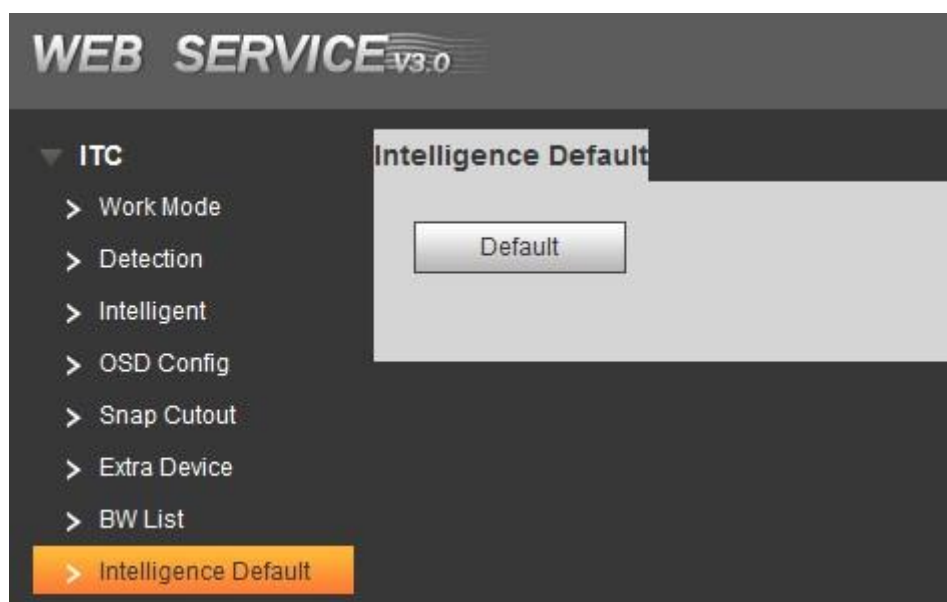 WEB SERVICE V3.0
ITC
Work Mode
Detection
Intelligent
OSD Config
Snap Cutout
Extra Device
BW List
Intelligence Default
Intelligence Default
Default